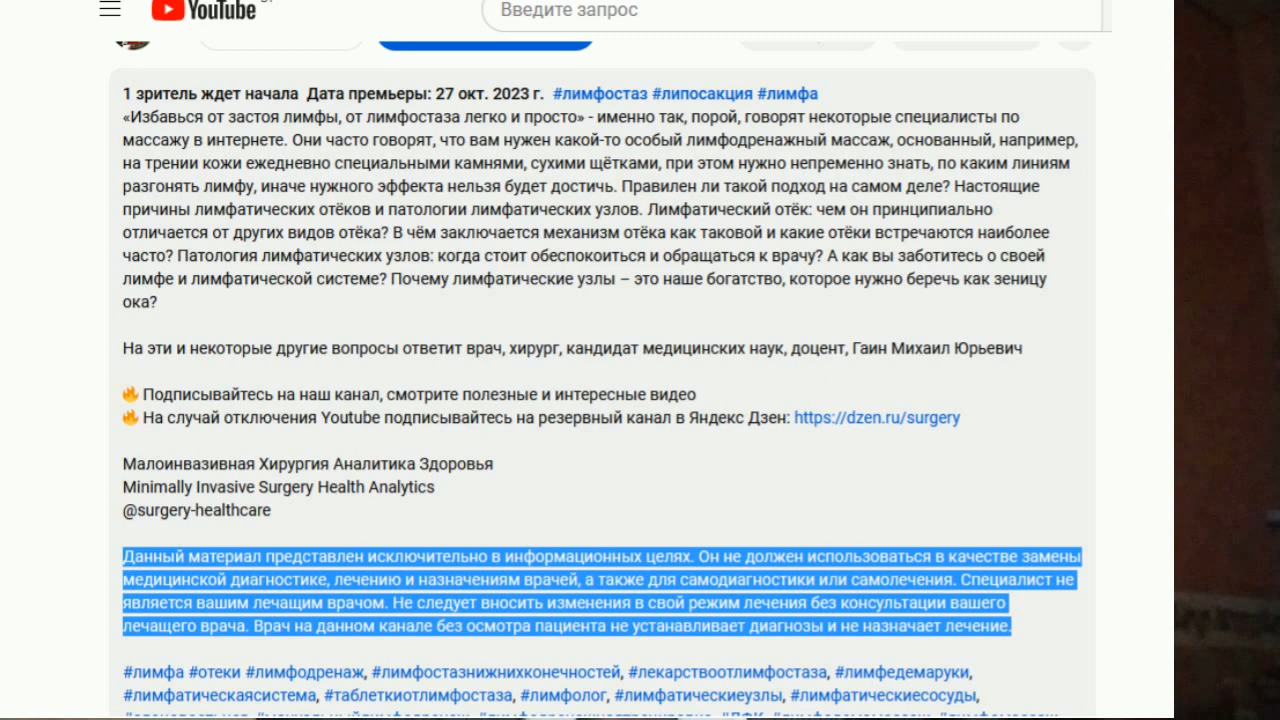 YouTube
Введите запрос
1 зритель ждет начала Дата премьеры: 27 окт. 2023 г. #лимфостаз #липосакция #лимфа
«Избавься от застоя лимфы, от лимфостаза легко и просто» - именно так, порой, говорят некоторые специалисты по
массажу в интернете. Они часто говорят, что вам нужен какой-то особый лимфодренажный массаж, основанный, например,
на трении кожи ежедневно специальными камнями, сухими щётками, при этом нужно непременно знать, по каким линиям
разгонять лимфу, иначе нужного эффекта нельзя будет достичь. Правилен ли такой подход на самом деле? Настоящие
причины лимфатических отёков и патологии лимфатических узлов. Лимфатический отёк: чем он принципиально
отличается от других видов отёка? В чём заключается механизм отёка как таковой и какие отёки встречаются наиболее
часто? Патология лимфатических узлов: когда стоит обеспокоиться и обращаться к врачу? А как вы заботитесь о своей
лимфе и лимфатической системе? Почему лимфатические узлы – это наше богатство, которое нужно беречь как зеницу
ока?
На эти и некоторые другие вопросы ответит врач, хирург, кандидат медицинских наук, доцент, Гаин Михаил Юрьевич
🔥 Подписывайтесь на наш канал, смотрите полезные и интересные видео
🔥 На случай отключения Youtube подписывайтесь на резервный канал в Яндекс Дзен: https://dzen.ru/surgery
Малоинвазивная Хирургия Аналитика Здоровья
Minimally Invasive Surgery Health Analytics
@surgery-healthcare
Данный материал представлен исключительно в информационных целях. Он не должен использоваться в качестве замены
медицинской диагностике, лечению и назначениям врачей, а также для самодиагностики или самолечения. Специалист не
является вашим лечащим врачом. Не следует вносить изменения в свой режим лечения без консультации вашего
лечащего врача. Врач на данном канале без осмотра пациента не устанавливает диагнозы и не назначает лечение.
#лимфа #отеки #лимфодренаж, #лимфостазнижнихконечностей, #лекарствоотлимфостаза, #лимфедемаруки,
#лимфатическаясистема, #таблеткиотлимфостаза, #лимфолог, #лимфатическиеузлы, #лимфатическиесосуды,